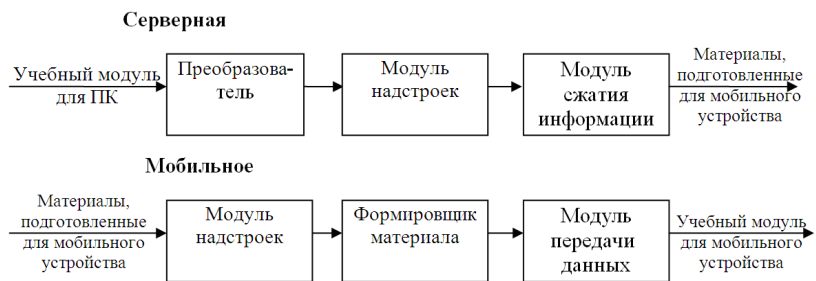 Серверная
Учебный модуль
для ПК
Преобразова-
тель
Модуль
надстроек
Модуль
сжатия
информации
Материалы,
подготовленные
для мобильного
устройства
Мобильное
Материалы,
подготовленные
для мобильного
устройства
Модуль
надстроек
Формировщик
материала
Модуль
передачи
данных
Учебный модуль
для мобильного
устройства